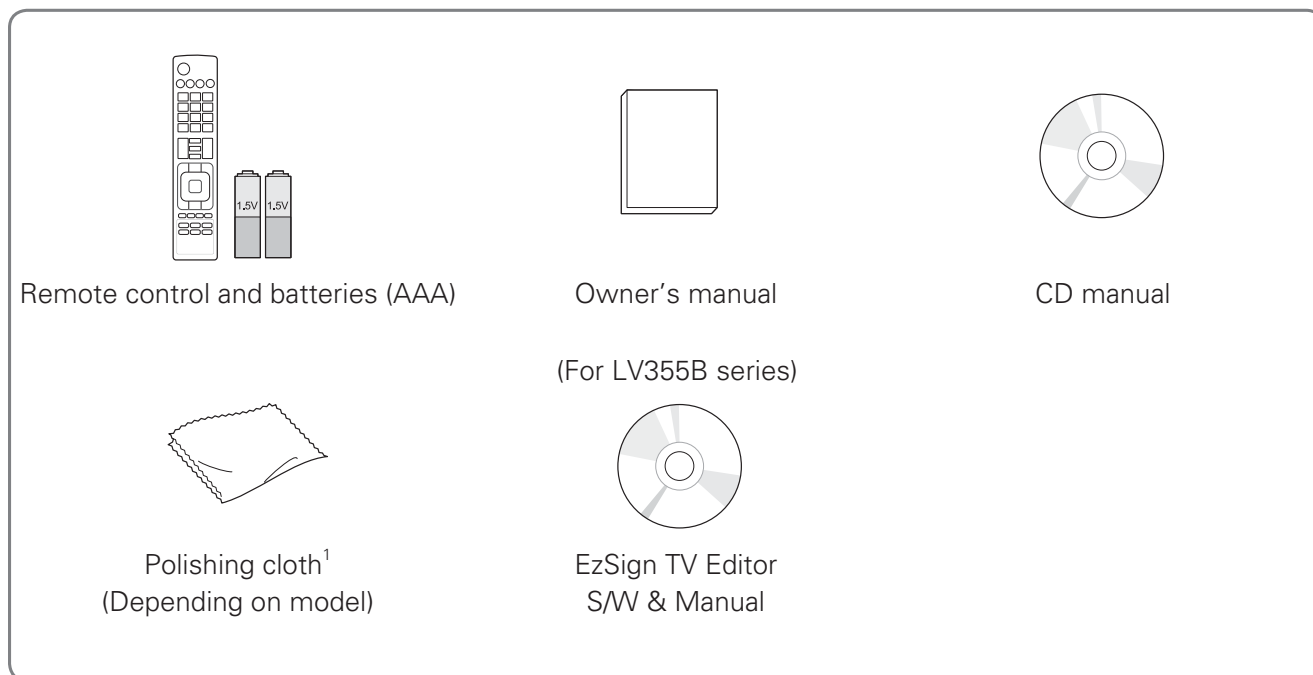 1.5V 1.5V
Remote control and batteries (AAA)
Owner’s manual
CD manual
(For LV355B series)
Polishing cloth1
(Depending on model)
EzSign TV Editor
S/W & Manual